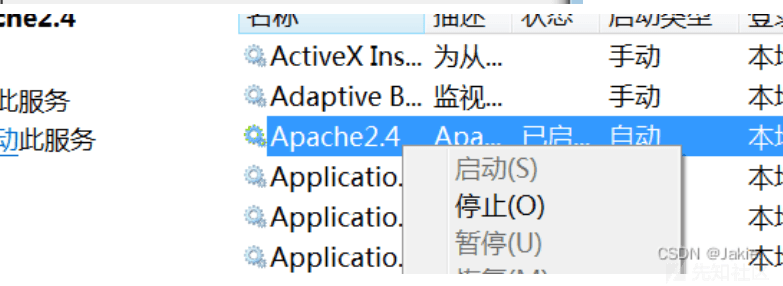 che2.4
名称 描述 状态 启动类型 登录
ActiveX Ins... 为从... 手动 本地
此服务
Adaptive B... 监视... 手动 本地
动此服务
Apache2.4 Apa... 已启... 自动 本地
启动(S)
Applicatio. 本地
停止(O)
Applicatio. 本地
暂停(U)
Applicatio. 本地
恢复(M)
CSDN @Jakie
先知社区